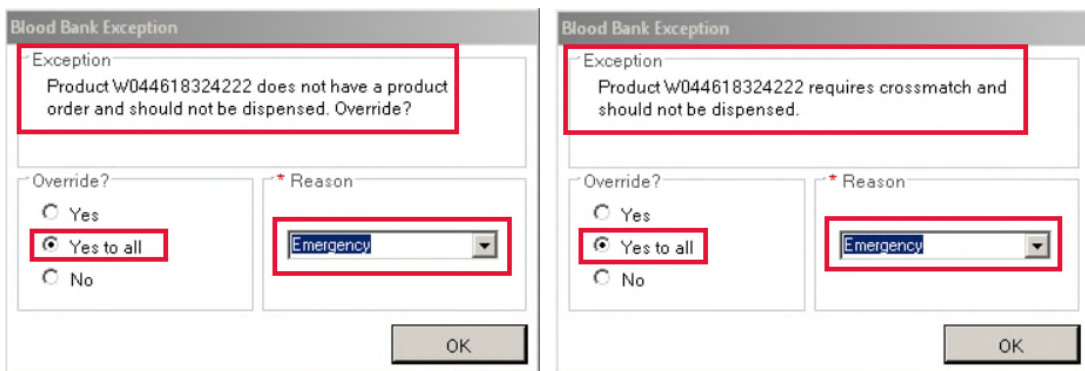 Blood Bank Exception
Exception
Product W044618324222 does not have a product
order and should not be dispensed. Override?
Override?
Yes
Yes to all
No
* Reason
Emergency
OK
Blood Bank Exception
Exception
Product W044618324222 requires crossmatch and
should not be dispensed.
Override?
Yes
Yes to all
No
* Reason
Emergency
OK